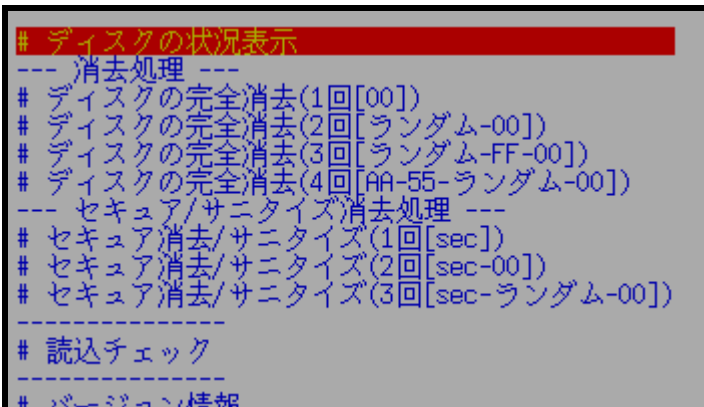 # ディスクの状況表示
--- 消去処理 ---
# ディスクの完全消去(1回[00])
# ディスクの完全消去(2回[ランダム-00])
# ディスクの完全消去(3回[ランダム-FF-00])
# ディスクの完全消去(4回[AA-55-ランダム-00])
--- セキュア/サニタイズ消去処理 ---
# セキュア消去/サニタイズ(1回[sec])
# セキュア消去/サニタイズ(2回[sec-00])
# セキュア消去/サニタイズ(3回[sec-ランダム-00])
---------------
# 読込チェック
---------------
# バージョン情報